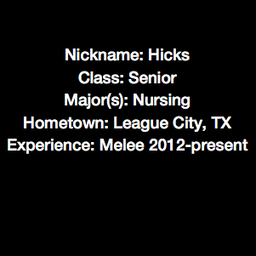 Nickname: Hicks
Class: Senior
Major(s): Nursing
Hometown: League City, TX
Experience: Melee 2012-present